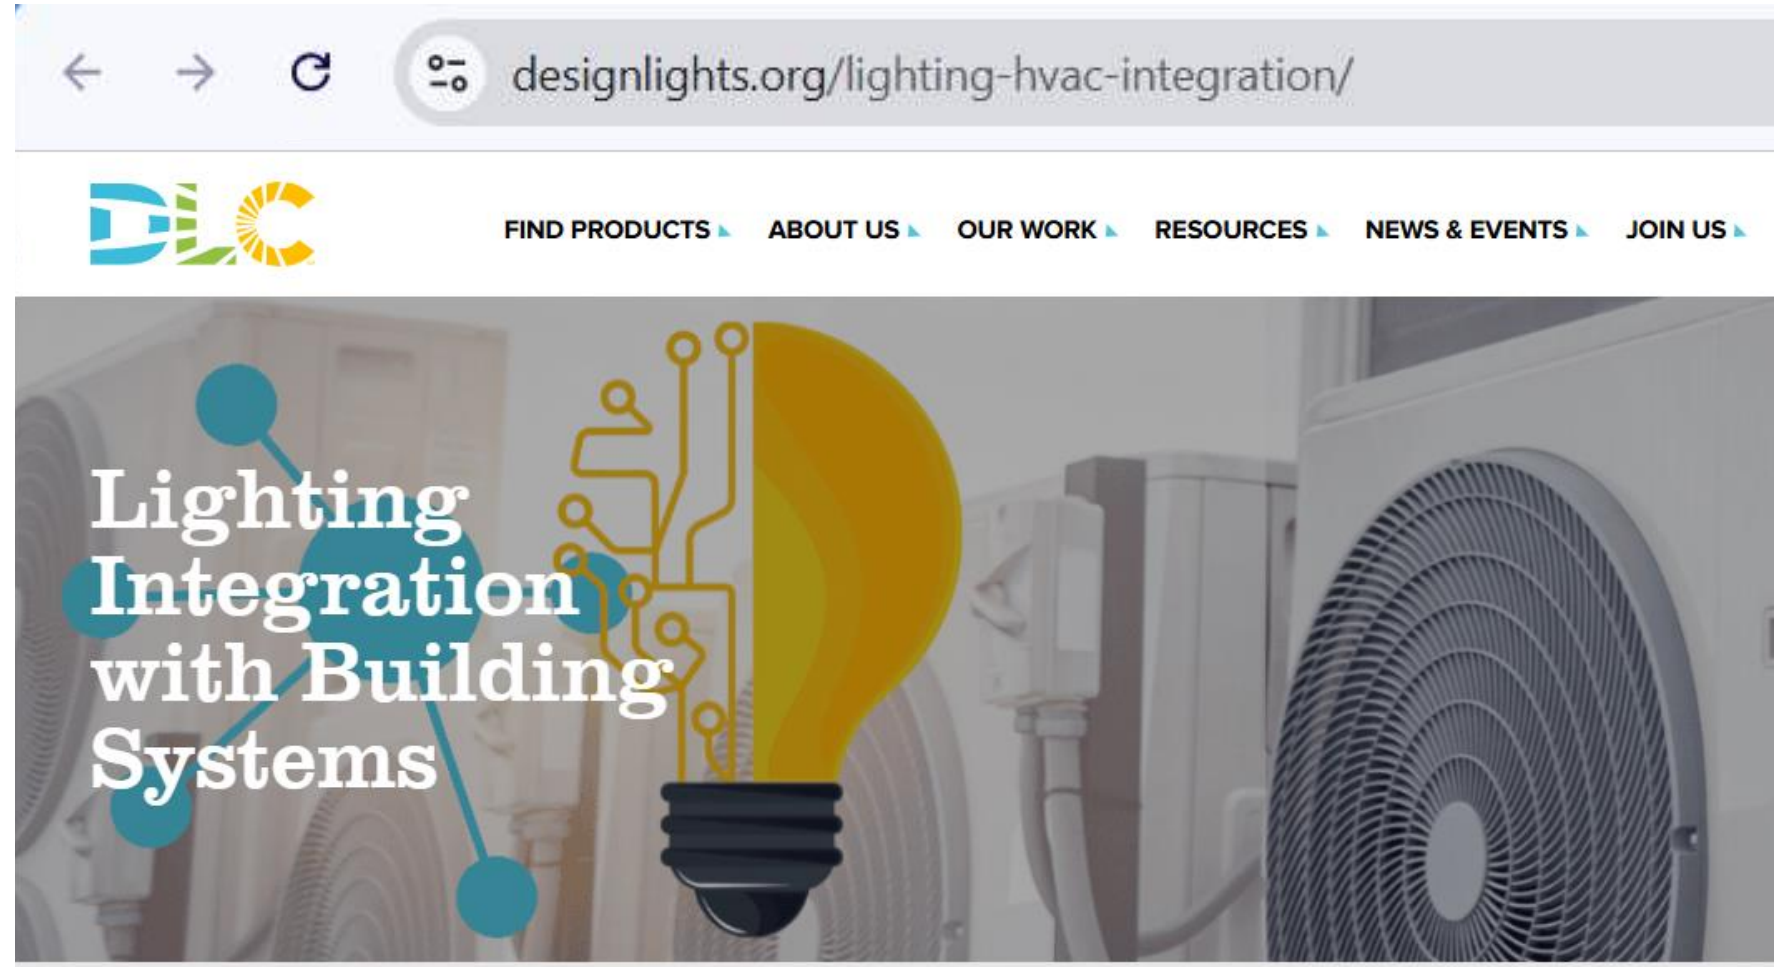 designlights.org/lighting-hvac-integration/
DLC
FIND PRODUCTS ABOUT US OUR WORK RESOURCES NEWS & EVENTS JOIN US
Lighting
Integration
with Building
Systems